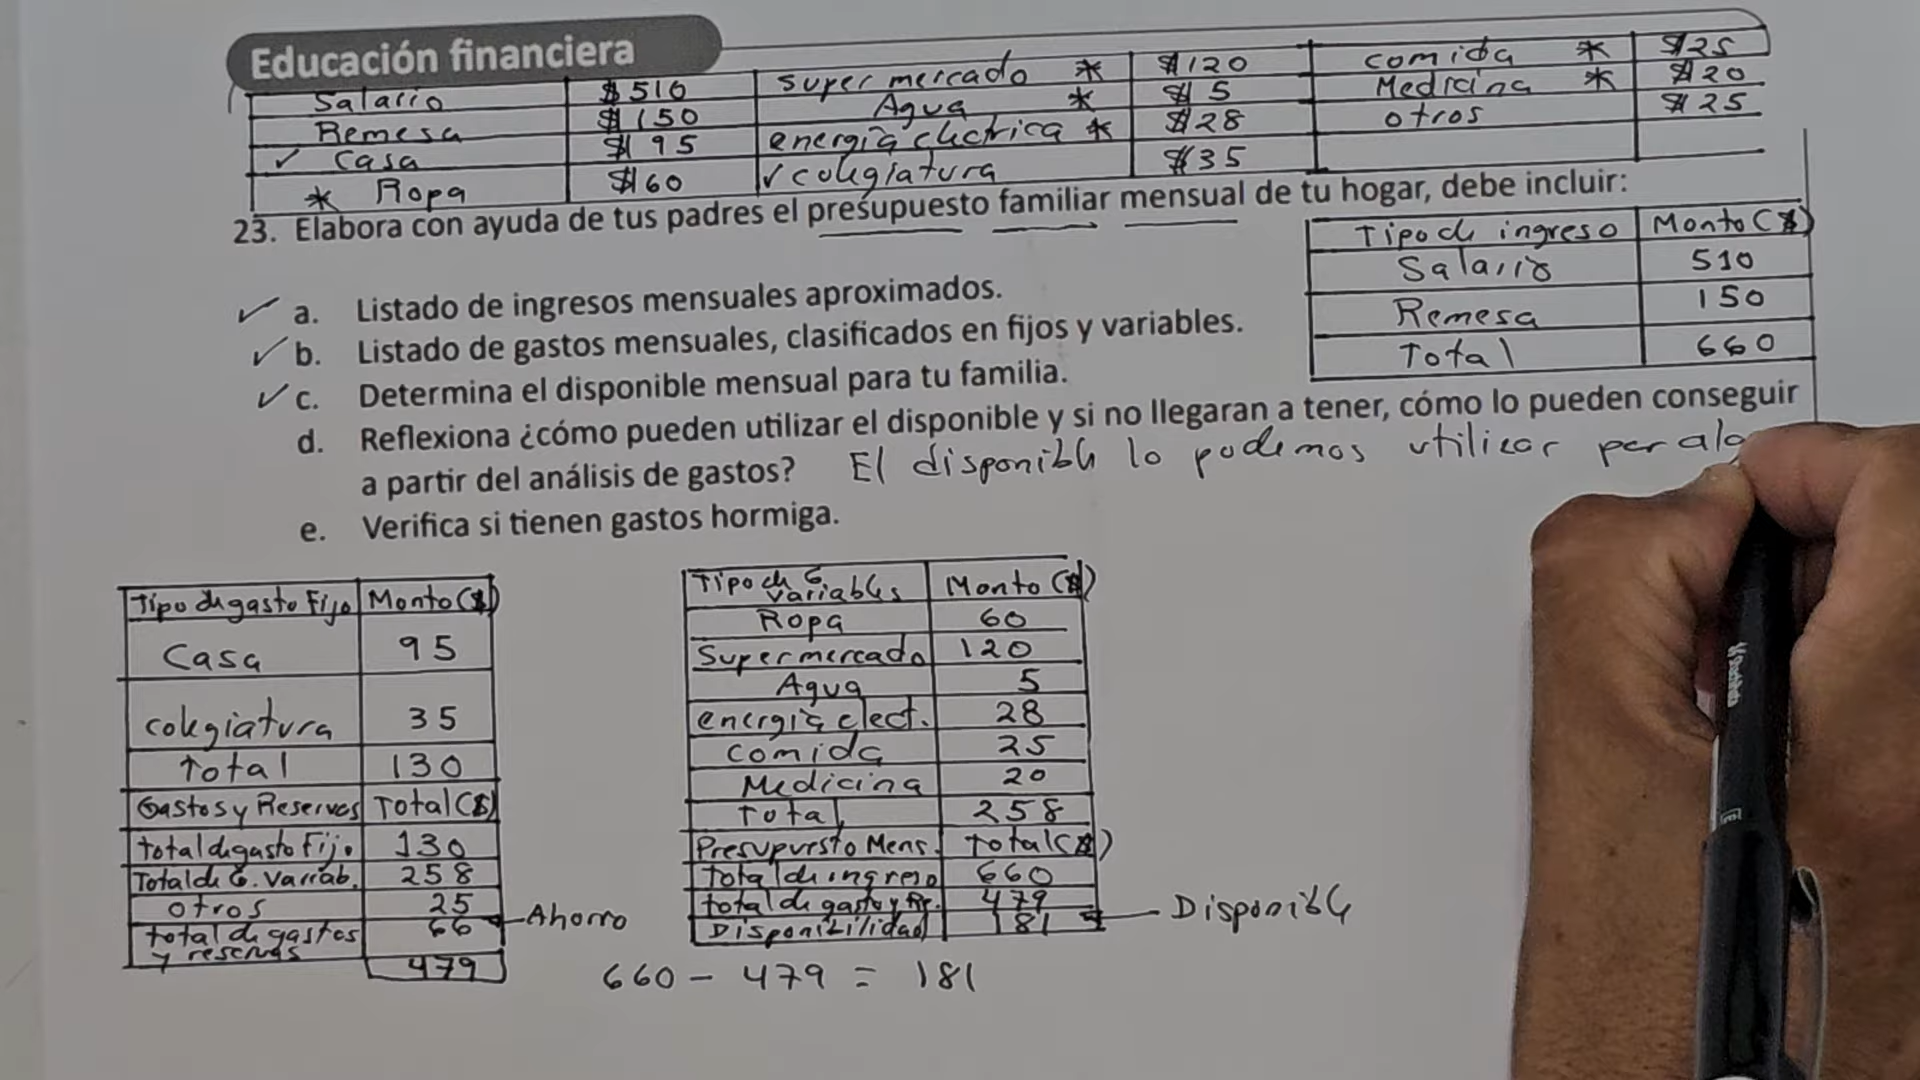 Educación financiera
Salario $510 super mercado * $120 comida * $25
Remesa $150 Agua * $5 Medicina * $20
✓ Casa $95 energía electrica * $28 otros $25
* Ropa $60 ✓ colegiatura $35
23. Elabora con ayuda de tus padres el presupuesto familiar mensual de tu hogar, debe incluir:
Tipo de ingreso Monto ($)
Salario 510
Remesa 150
Total 660
✓ a. Listado de ingresos mensuales aproximados.
✓ b. Listado de gastos mensuales, clasificados en fijos y variables.
✓ c. Determina el disponible mensual para tu familia.
d. Reflexiona ¿cómo pueden utilizar el disponible y si no llegaran a tener, cómo lo pueden conseguir
a partir del análisis de gastos? El disponible lo podemos utilizar par alg
e. Verifica si tienen gastos hormiga.
Tipo de gasto Fijo Monto ($)
Casa 95
colegiatura 35
Total 130
Gastos y Reservas Total ($)
total de gasto Fijo 130
Total de G. Variab. 258
otros 25
66 Ahorro
total de gastos
y reservas 479
Tipo de G.
variables Monto ($)
Ropa 60
Supermercado 120
Agua 5
energía elect. 28
comida 25
Medicina 20
Total 258
Presupuesto Mens. total ($)
total de ingreso 660
total de gasto y Rr. 479
Disponibilidad 181 Disponible
660 - 479 = 181